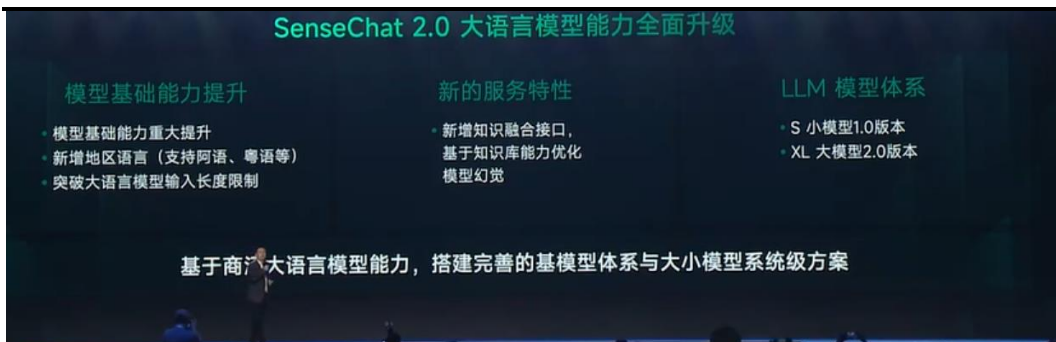 SenseChat 2.0 大语言模型能力全面升级
模型基础能力提升
• 模型基础能力重大提升
• 新增地区语言（支持阿语、粤语等）
• 突破大语言模型输入长度限制
新的服务特性
• 新增知识融合接口，
基于知识库能力优化
模型幻觉
LLM 模型体系
• S 小模型1.0版本
• XL 大模型2.0版本
基于商 大语言模型能力，搭建完善的基模型体系与大小模型系统级方案